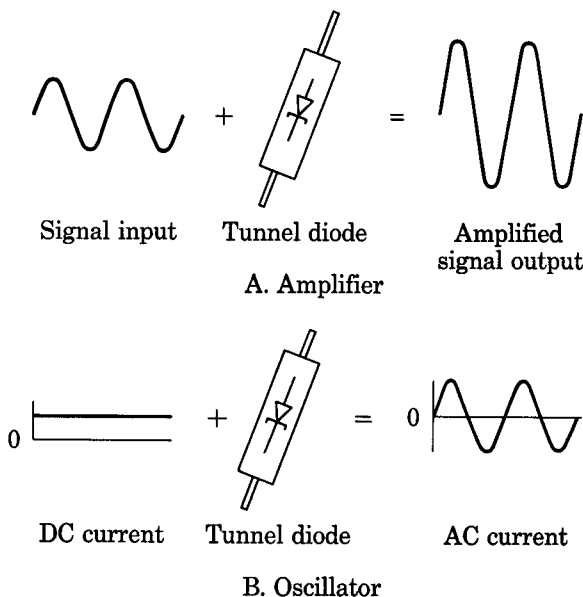 +
=
Signal input
Tunnel diode
Amplified
signal output
A. Amplifier
0
+
=
0
DC current
Tunnel diode
AC current
B. Oscillator